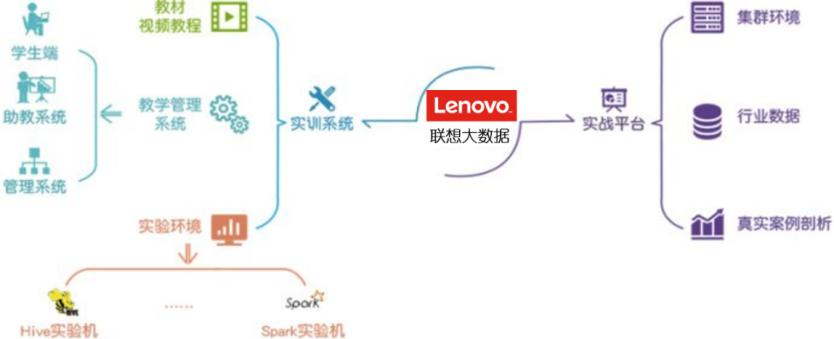 教材
视频教程
集群环境
学生端
Lenovo
教学管理
系统
助教系统
实训系统
联想大数据
实战平台
行业数据
管理系统
实验环境
真实案例剖析
HIVE
......
Spark
Hive实验机
Spark实验机